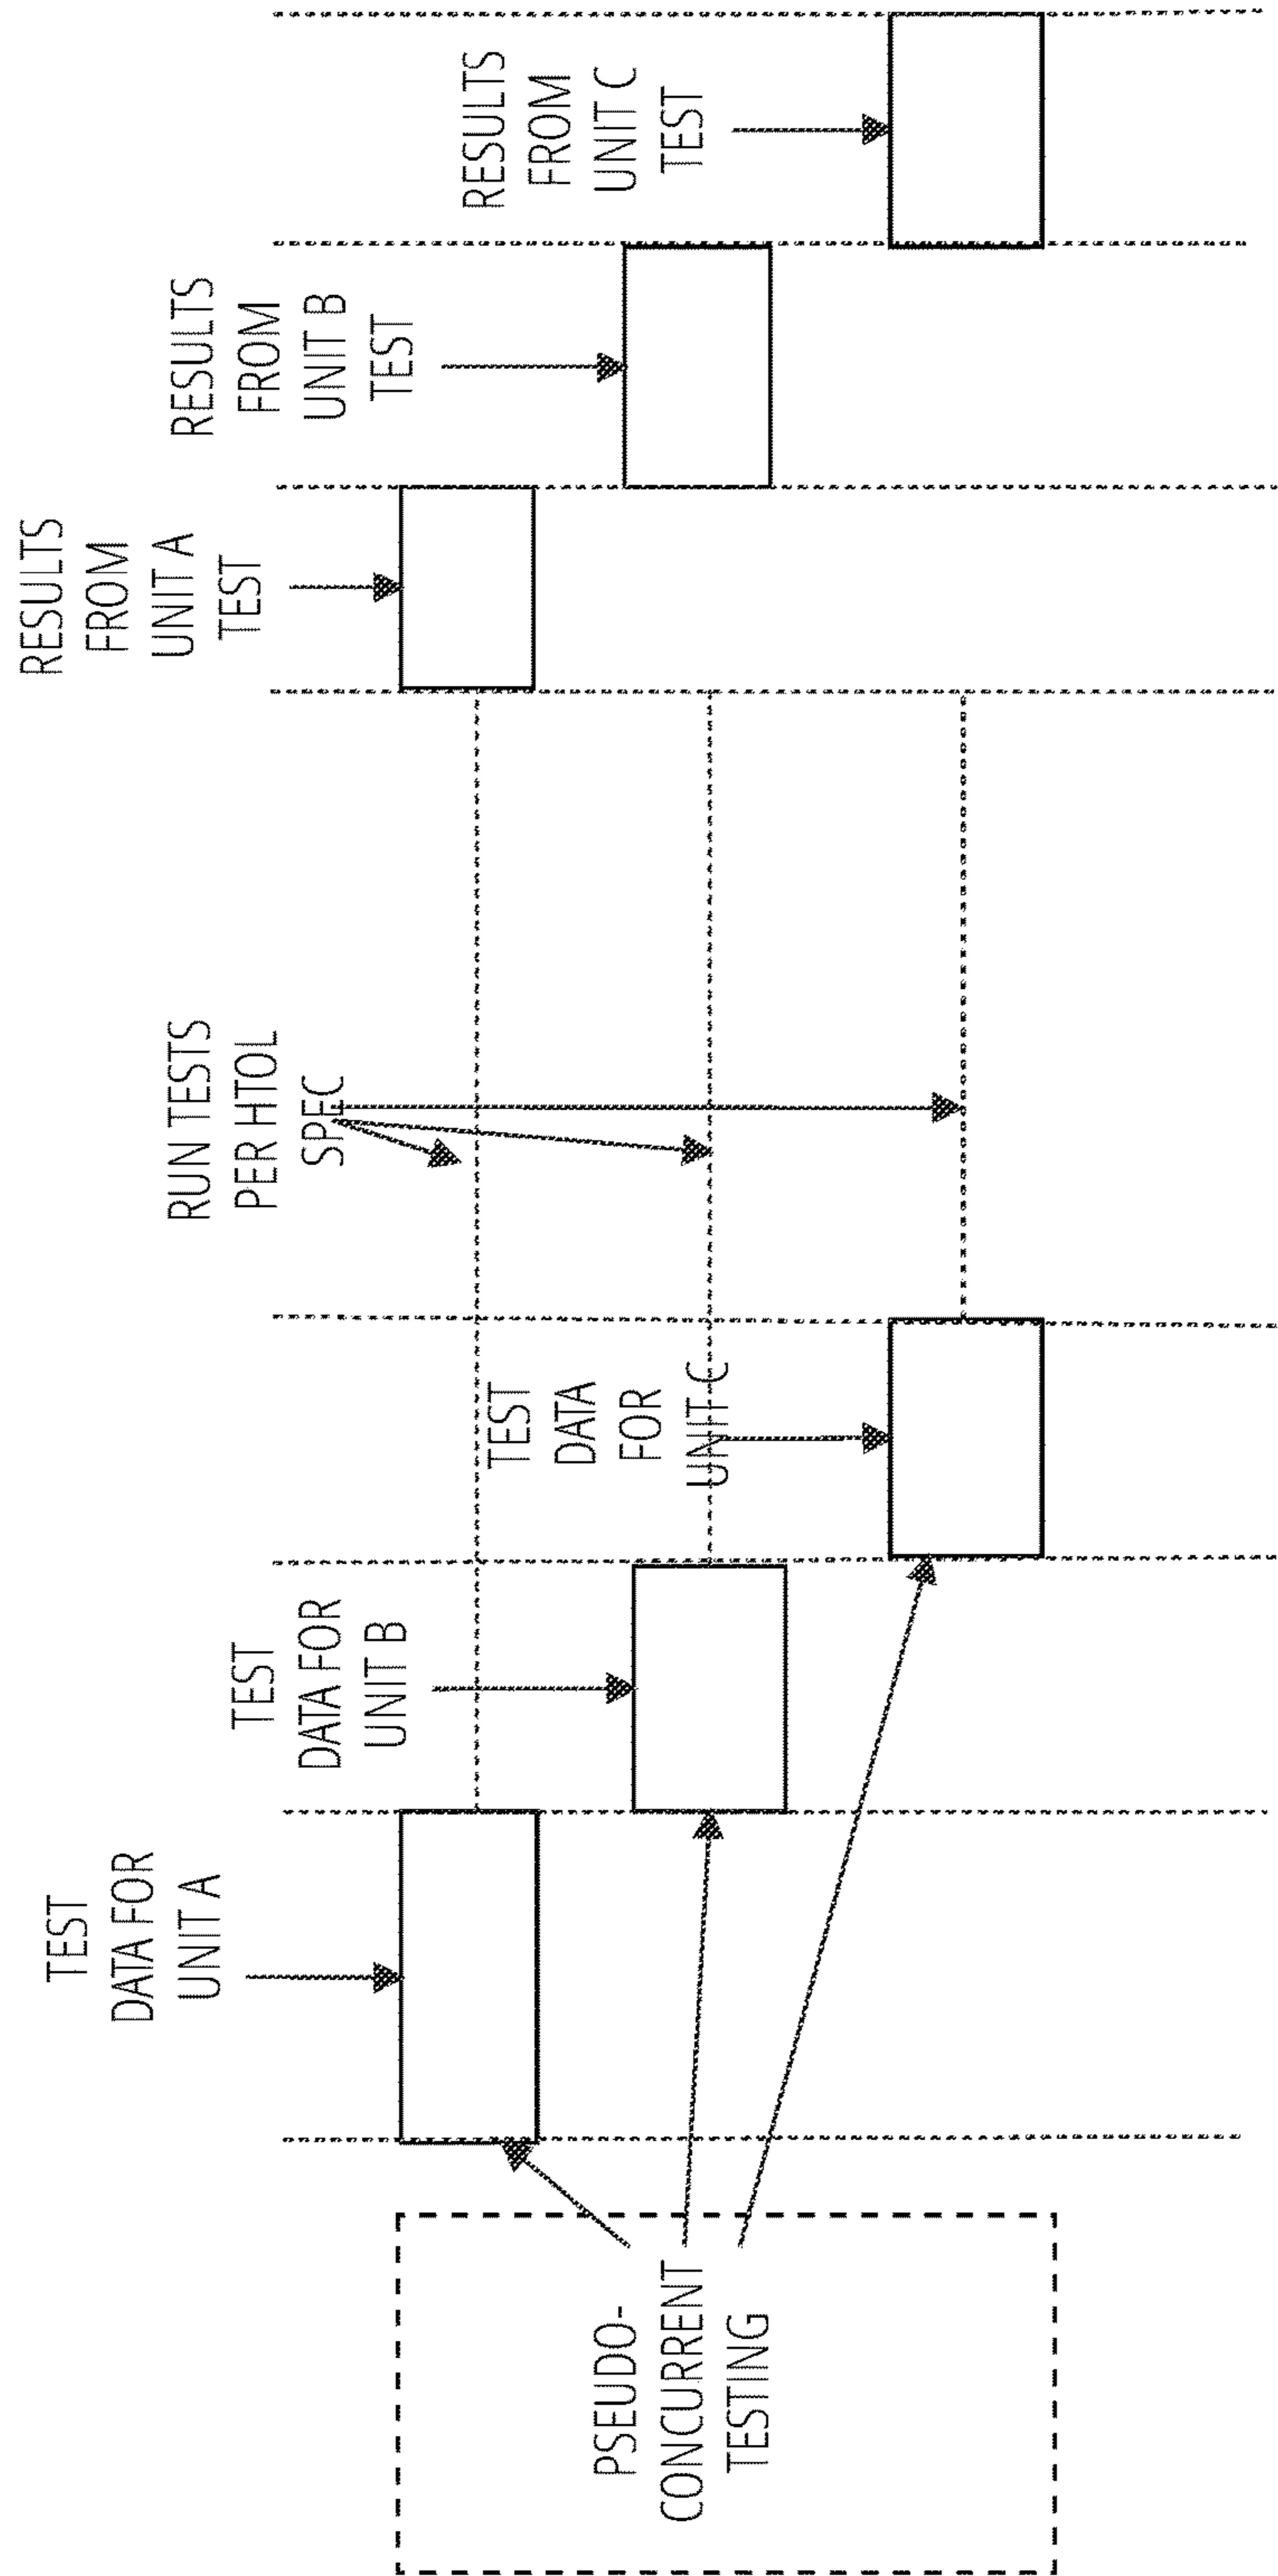 PSEUDO-
CONCURRENT
TESTING
TEST
DATA FOR
UNIT A
TEST
DATA FOR
UNIT B
TEST
DATA
FOR
UNIT C
RUN TESTS
PER HTOL
SPEC
RESULTS
FROM
UNIT A
TEST
RESULTS
FROM
UNIT B
TEST
RESULTS
FROM
UNIT C
TEST